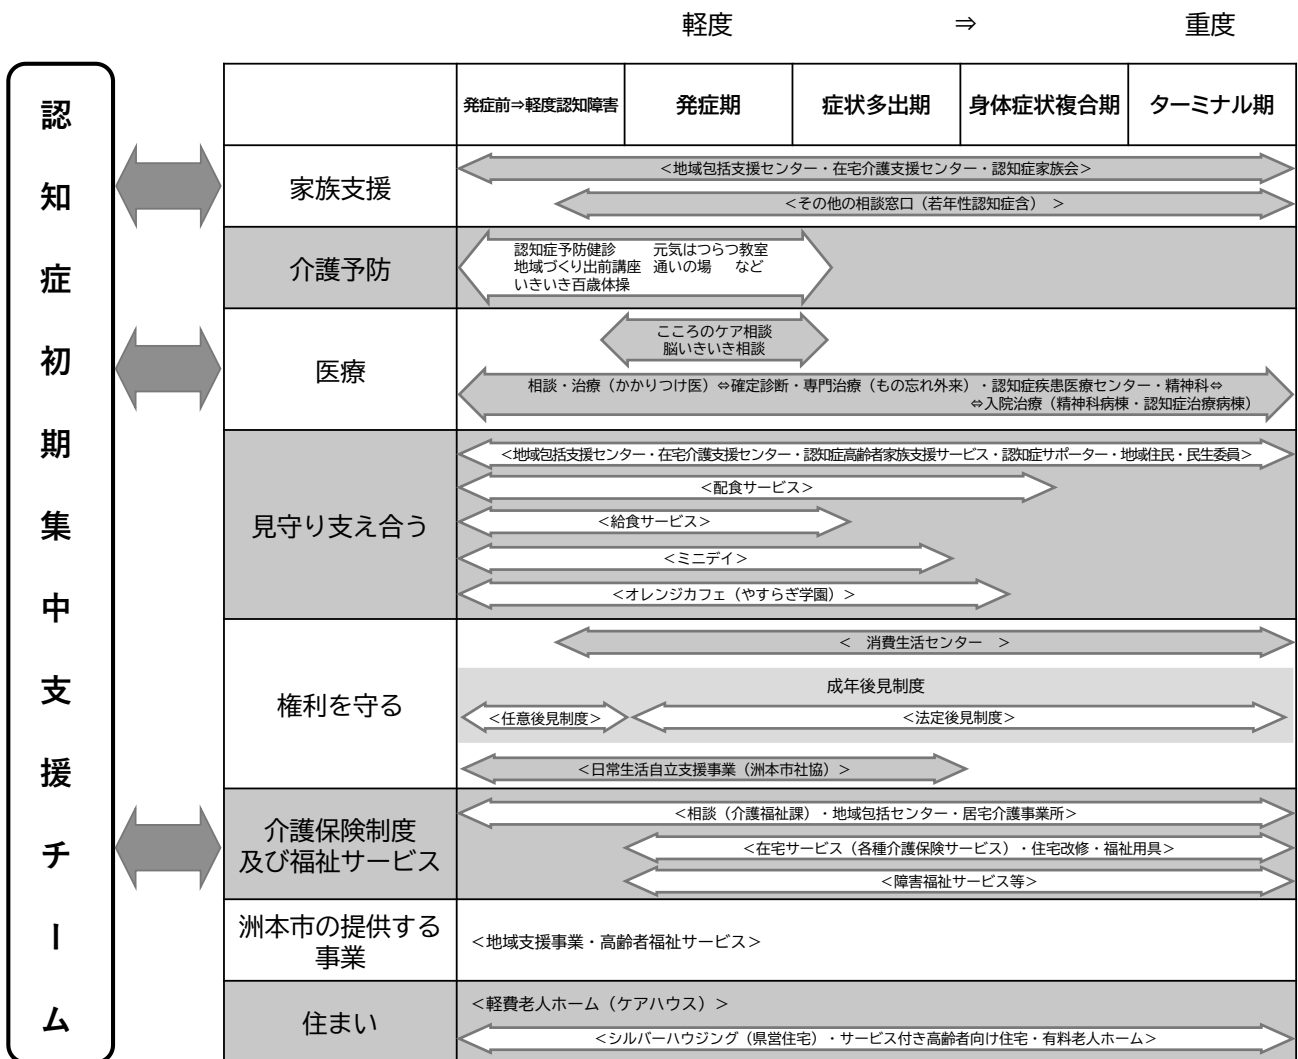 軽度　⇒　重度
認知症初期集中支援チーム
発症前⇒軽度認知障害　発症期　症状多出期　身体症状複合期　ターミナル期
家族支援
＜地域包括支援センター・在宅介護支援センター・認知症家族会＞
＜その他の相談窓口（若年性認知症含）　＞
介護予防
認知症予防健診　元気はつらつ教室
地域づくり出前講座　通いの場　など
いきいき百歳体操
医療
こころのケア相談
脳いきいき相談
相談・治療（かかりつけ医）⇔確定診断・専門治療（もの忘れ外来）・認知症疾患医療センター・精神科⇔
⇔入院治療（精神科病棟・認知症治療病棟）
見守り支え合う
＜地域包括支援センター・在宅介護支援センター・認知症高齢者家族支援サービス・認知症サポーター・地域住民・民生委員＞
＜配食サービス＞
＜給食サービス＞
＜ミニデイ＞
＜オレンジカフェ（やすらぎ学園）＞
権利を守る
＜　消費生活センター　＞
成年後見制度
＜任意後見制度＞　＜法定後見制度＞
＜日常生活自立支援事業（洲本市社協）＞
介護保険制度
及び福祉サービス
＜相談（介護福祉課）・地域包括センター・居宅介護事業所＞
＜在宅サービス（各種介護保険サービス）・住宅改修・福祉用具＞
＜障害福祉サービス等＞
洲本市の提供する
事業
＜地域支援事業・高齢者福祉サービス＞
住まい
＜軽費老人ホーム（ケアハウス）＞
＜シルバーハウジング（県営住宅）・サービス付き高齢者向け住宅・有料老人ホーム＞